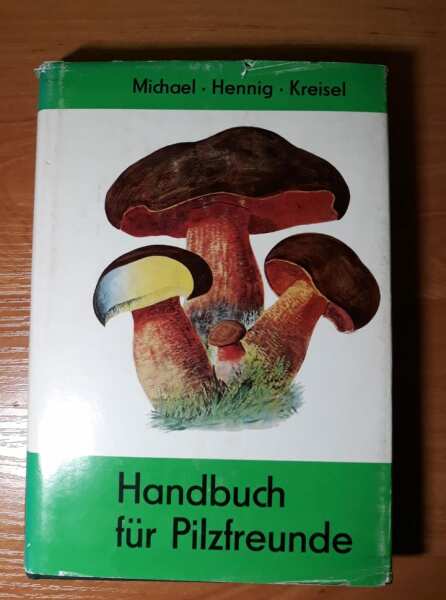 Michael · Hennig · Kreisel
Handbuch
für Pilzfreunde